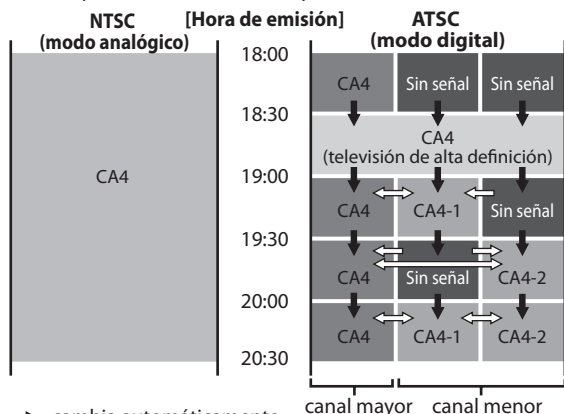 NTSC
(modo analógico)
[Hora de emisión]
ATSC
(modo digital)
18:00
CA4 Sin señal Sin señal
18:30
CA4
(televisión de alta definición)
CA4
19:00
CA4 CA4-1 Sin señal
19:30
CA4 Sin señal CA4-2
20:00
CA4 CA4-1 CA4-2
20:30
canal mayor canal menor
cambia automáticamente